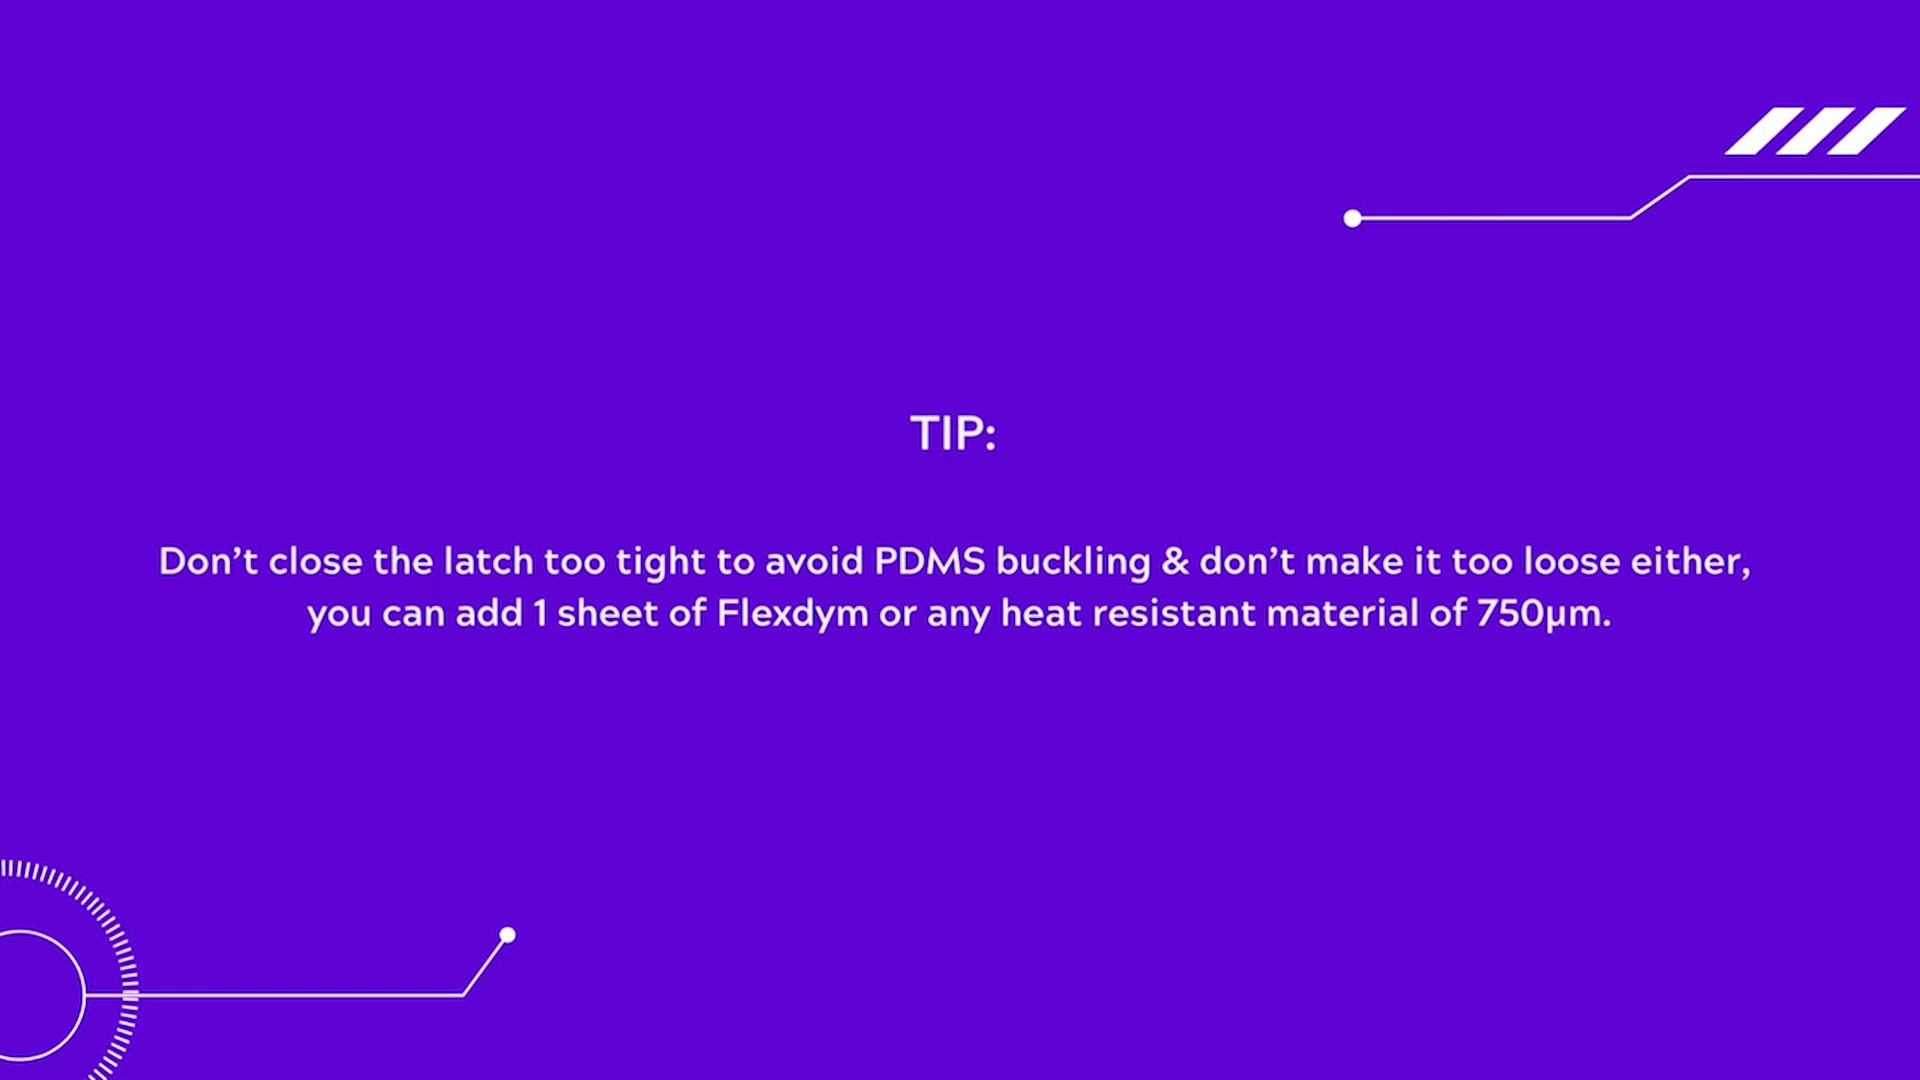 TIP:
Don’t close the latch too tight to avoid PDMS buckling & don’t make it too loose either,
you can add 1 sheet of Flexdym or any heat resistant material of 750µm.